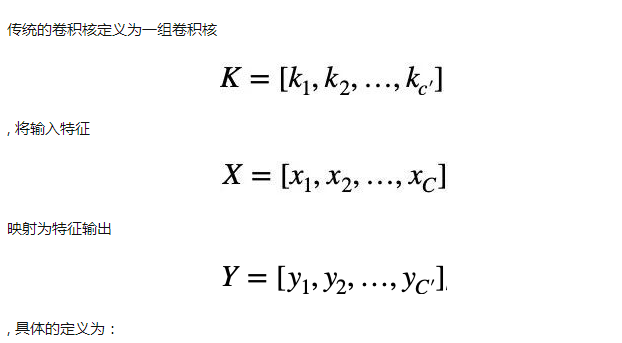 传统的卷积核定义为一组卷积核
K = [k₁, k₂, …, k_c′]
, 将输入特征
X = [x₁, x₂, …, x_C]
映射为特征输出
Y = [y₁, y₂, …, y_C′].
, 具体的定义为：